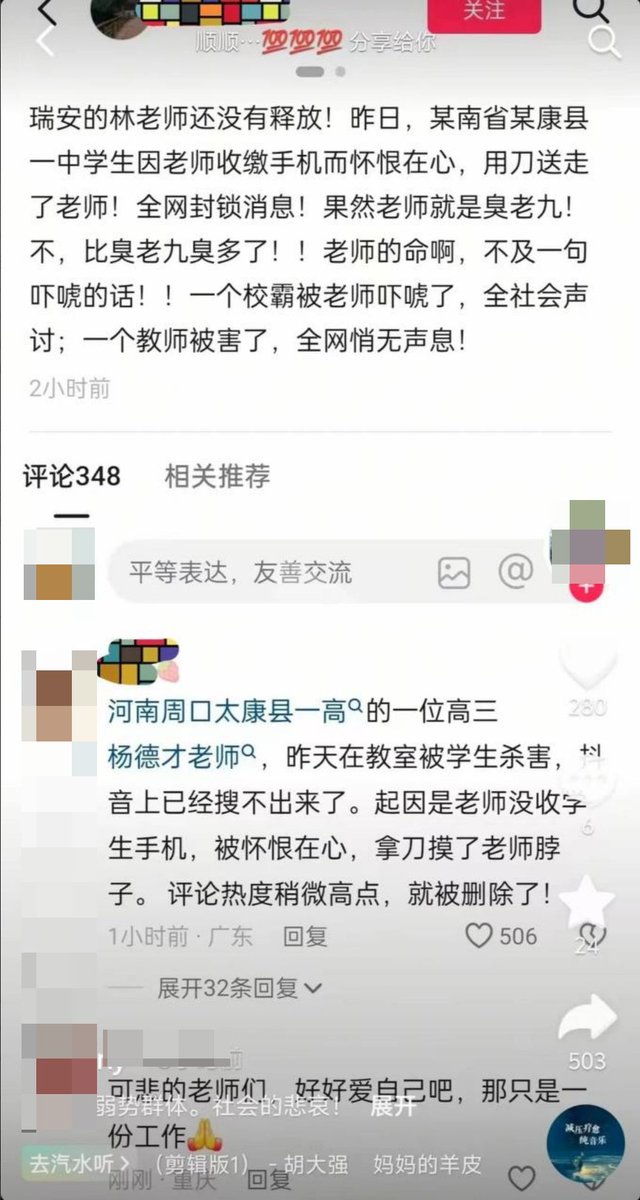 关注
顺顺…💯💯💯 分享给你
瑞安的林老师还没有释放！昨日，某南省某康县
一中学生因老师收缴手机而怀恨在心，用刀送走
了老师！全网封锁消息！果然老师就是臭老九！
不，比臭老九臭多了！！老师的命啊，不及一句
吓唬的话！！一个校霸被老师吓唬了，全社会声
讨；一个教师被害了，全网悄无声息！
2小时前
评论348 相关推荐
平等表达，友善交流 @
河南周口太康县一高的一位高三
杨德才老师，昨天在教室被学生杀害，抖
音上已经搜不出来了。起因是老师没收学
生手机，被怀恨在心，拿刀摸了老师脖
子。评论热度稍微高点，就被删除了！
1小时前 · 广东 回复 506
展开32条回复
280
6
24
503
可悲的老师们，好好爱自己吧，那只是一
份工作🙏
刚刚 · 重庆 回复
弱势群体。社会的悲哀！ 展开
去汽水听 （剪辑版1） - 胡大强 妈妈的羊皮
减压疗愈
纯音乐